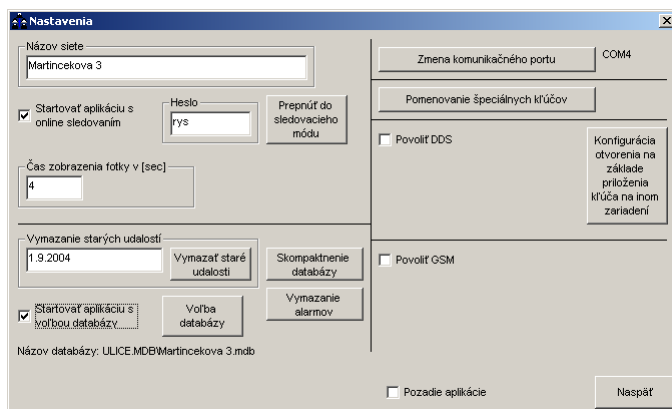 Nastavenia
Názov siete
Martincekova 3
Startovať aplikáciu s
online sledovaním
Heslo
rys
Prepnúť do
sledovacieho
módu
Čas zobrazenia fotky v [sec]
4
Vymazanie starých udalostí
1.9.2004
Vymazať staré
udalosti
Skompaktnenie
databázy
Startovať aplikáciu s
voľbou databázy
Voľba
databázy
Vymazanie
alarmov
Názov databázy: ULICE.MDB\Martincekova 3.mdb
Zmena komunikačného portu
COM4
Pomenovanie špeciálnych kľúčov
Povoliť DDS
Konfigurácia
otvorenia na
základe
priloženia
kľúča na inom
zariadení
Povoliť GSM
Pozadie aplikácie
Naspäť